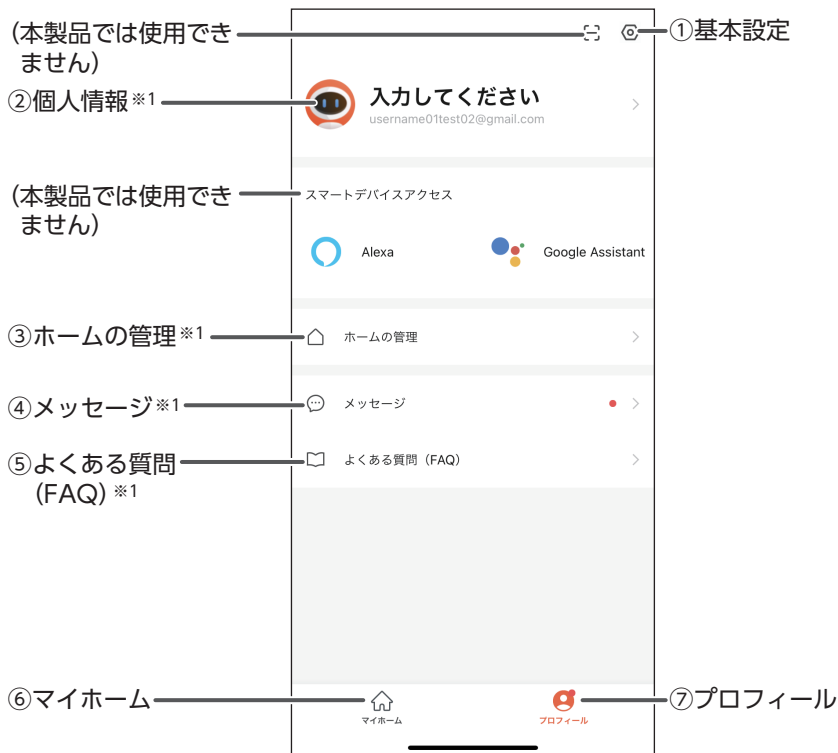 (本製品では使用でき
ません)
①基本設定
②個人情報※1
入力してください
username01test02@gmail.com
(本製品では使用でき
ません)
スマートデバイスアクセス
Alexa
Google Assistant
③ホームの管理※1
ホームの管理
④メッセージ※1
メッセージ
⑤よくある質問
(FAQ)※1
よくある質問（FAQ）
⑥マイホーム
マイホーム
プロフィール
⑦プロフィール